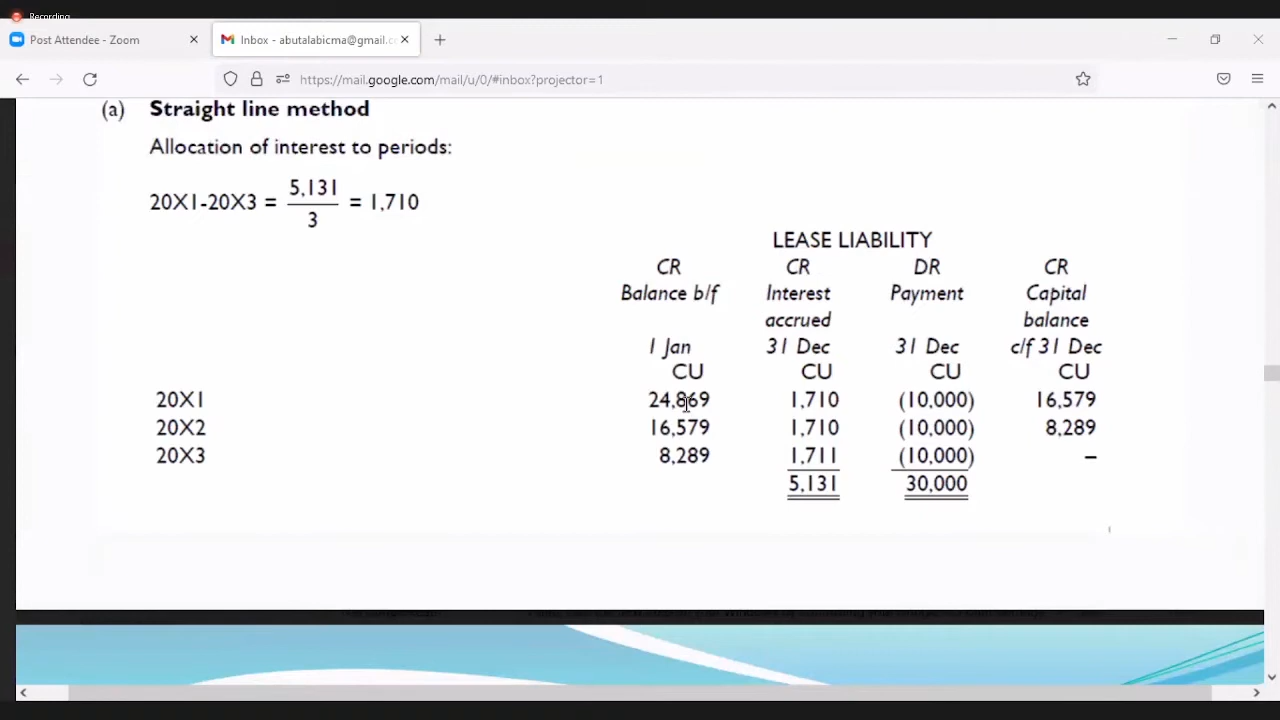 Recording
Post Attendee - Zoom
Inbox - abutalabicma@gmail.c
https://mail.google.com/mail/u/0/#inbox?projector=1
(a) Straight line method
Allocation of interest to periods:
20X1-20X3 = 5,131 / 3 = 1,710
LEASE LIABILITY
CR CR DR CR
Balance b/f Interest Payment Capital
accrued balance
1 Jan 31 Dec 31 Dec c/f 31 Dec
CU CU CU CU
20X1 24,869 1,710 (10,000) 16,579
20X2 16,579 1,710 (10,000) 8,289
20X3 8,289 1,711 (10,000) –
5,131 30,000